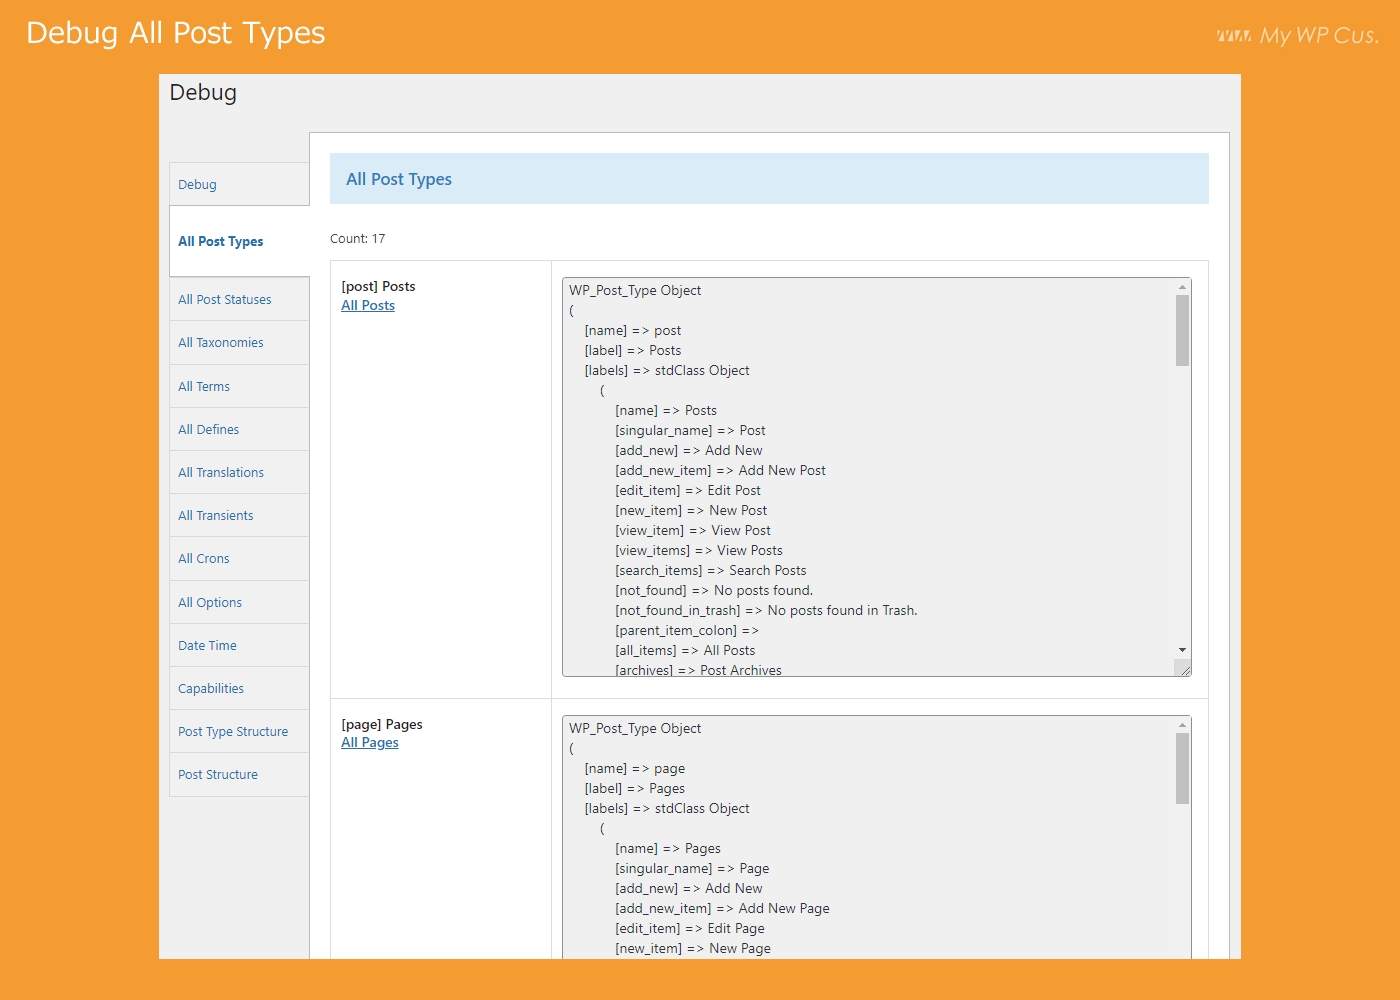 Debug All Post Types
My WP Cus.
Debug
Debug
All Post Types
All Post Statuses
All Taxonomies
All Terms
All Defines
All Translations
All Transients
All Crons
All Options
Date Time
Capabilities
Post Type Structure
Post Structure
All Post Types
Count: 17
[post] Posts
All Posts
WP_Post_Type Object
(
[name] => post
[label] => Posts
[labels] => stdClass Object
(
[name] => Posts
[singular_name] => Post
[add_new] => Add New
[add_new_item] => Add New Post
[edit_item] => Edit Post
[new_item] => New Post
[view_item] => View Post
[view_items] => View Posts
[search_items] => Search Posts
[not_found] => No posts found.
[not_found_in_trash] => No posts found in Trash.
[parent_item_colon] =>
[all_items] => All Posts
[archives] => Post Archives
[page] Pages
All Pages
WP_Post_Type Object
(
[name] => page
[label] => Pages
[labels] => stdClass Object
(
[name] => Pages
[singular_name] => Page
[add_new] => Add New
[add_new_item] => Add New Page
[edit_item] => Edit Page
[new_item] => New Page